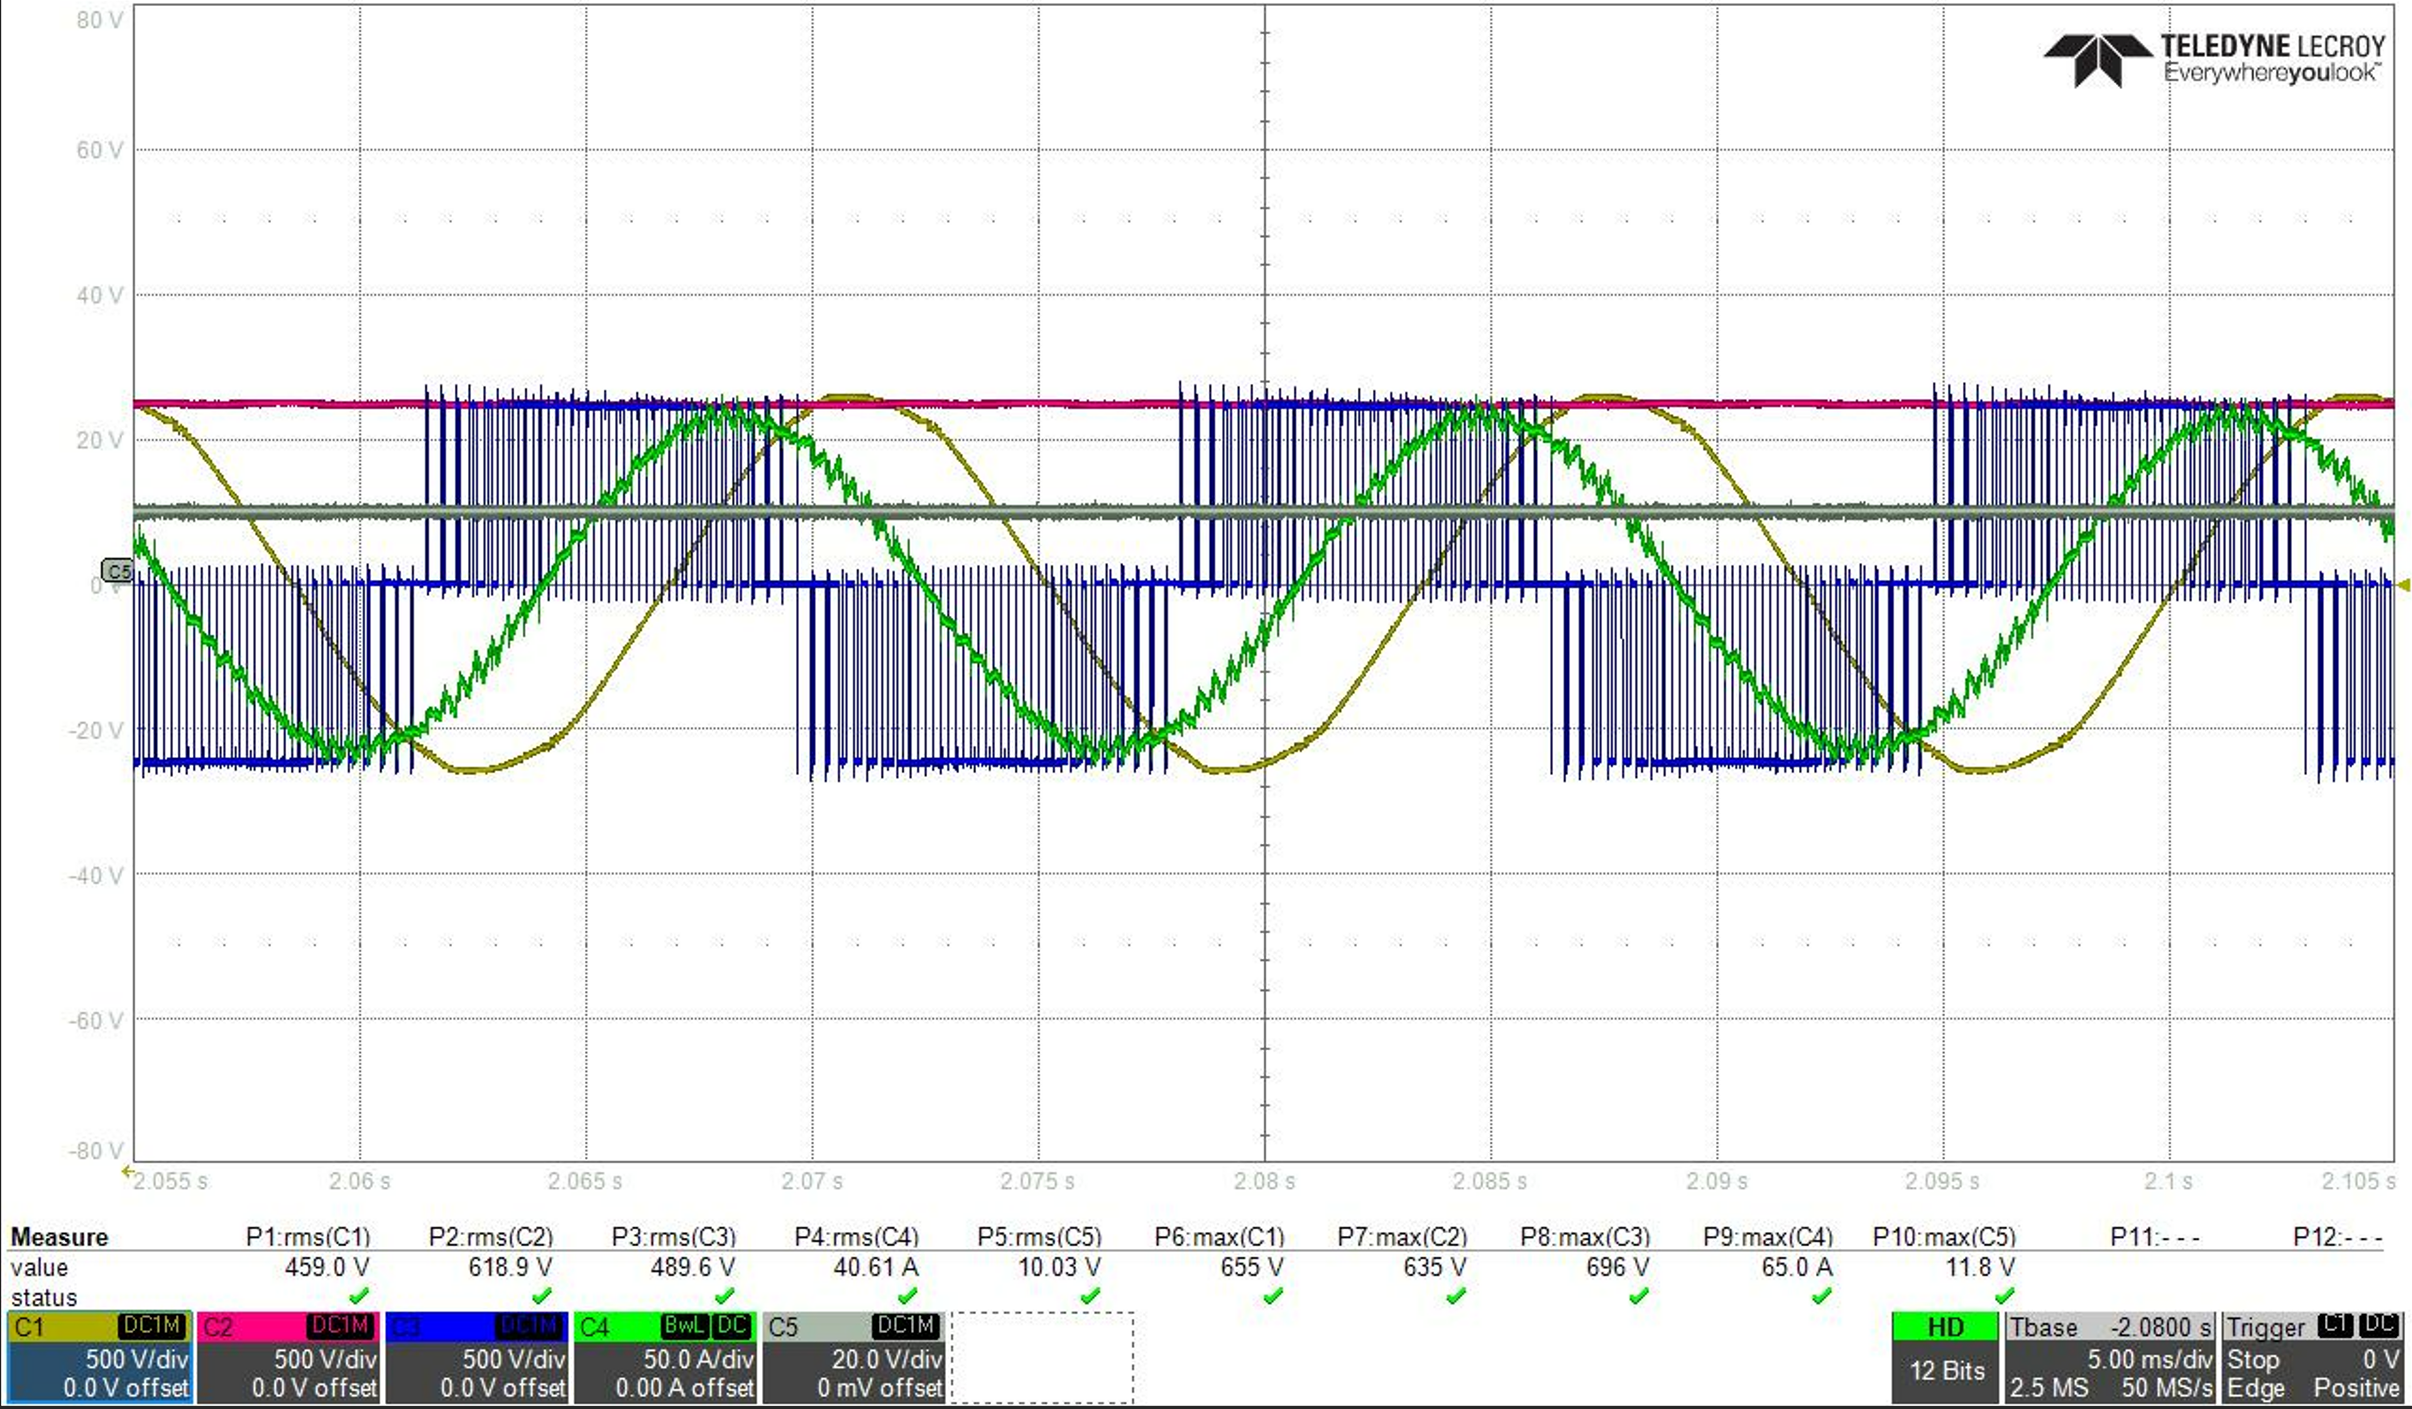 80 V
TELEDYNE LECROY
Everywhereyoulook™
60 V
40 V
20 V
C5
0 V
-20 V
-40 V
-60 V
-80 V
2.055 s 2.06 s 2.065 s 2.07 s 2.075 s 2.08 s 2.085 s 2.09 s 2.095 s 2.1 s 2.105 s
Measure P1:rms(C1) P2:rms(C2) P3:rms(C3) P4:rms(C4) P5:rms(C5) P6:max(C1) P7:max(C2) P8:max(C3) P9:max(C4) P10:max(C5) P11:- - - P12:- - -
value 459.0 V 618.9 V 489.6 V 40.61 A 10.03 V 655 V 635 V 696 V 65.0 A 11.8 V
status
C1 DC1M C2 DC1M C3 DC1M C4 BwL DC C5 DC1M HD Tbase -2.0800 s Trigger C1 DC
500 V/div 500 V/div 500 V/div 50.0 A/div 20.0 V/div 12 Bits 5.00 ms/div Stop 0 V
0.0 V offset 0.0 V offset 0.0 V offset 0.00 A offset 0 mV offset 2.5 MS 50 MS/s Edge Positive